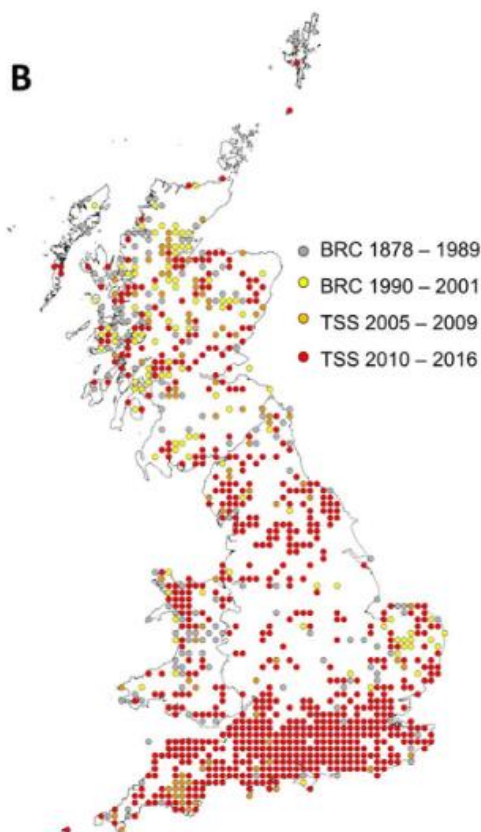 B
BRC 1878 – 1989
BRC 1990 – 2001
TSS 2005 – 2009
TSS 2010 – 2016